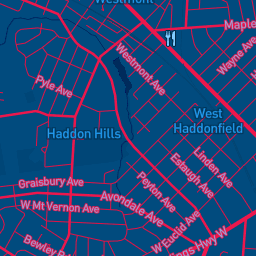 Westmont
Maple
Westmont Ave
Wayne Ave
Pyle Ave
West
Haddonfield
Haddon Hills
Linden Ave
Estaugh Ave
Peyton Ave
Graisbury Ave
Avondale Ave
W Mt Vernon Ave
W Euclid Ave
Hwy W
Bewley